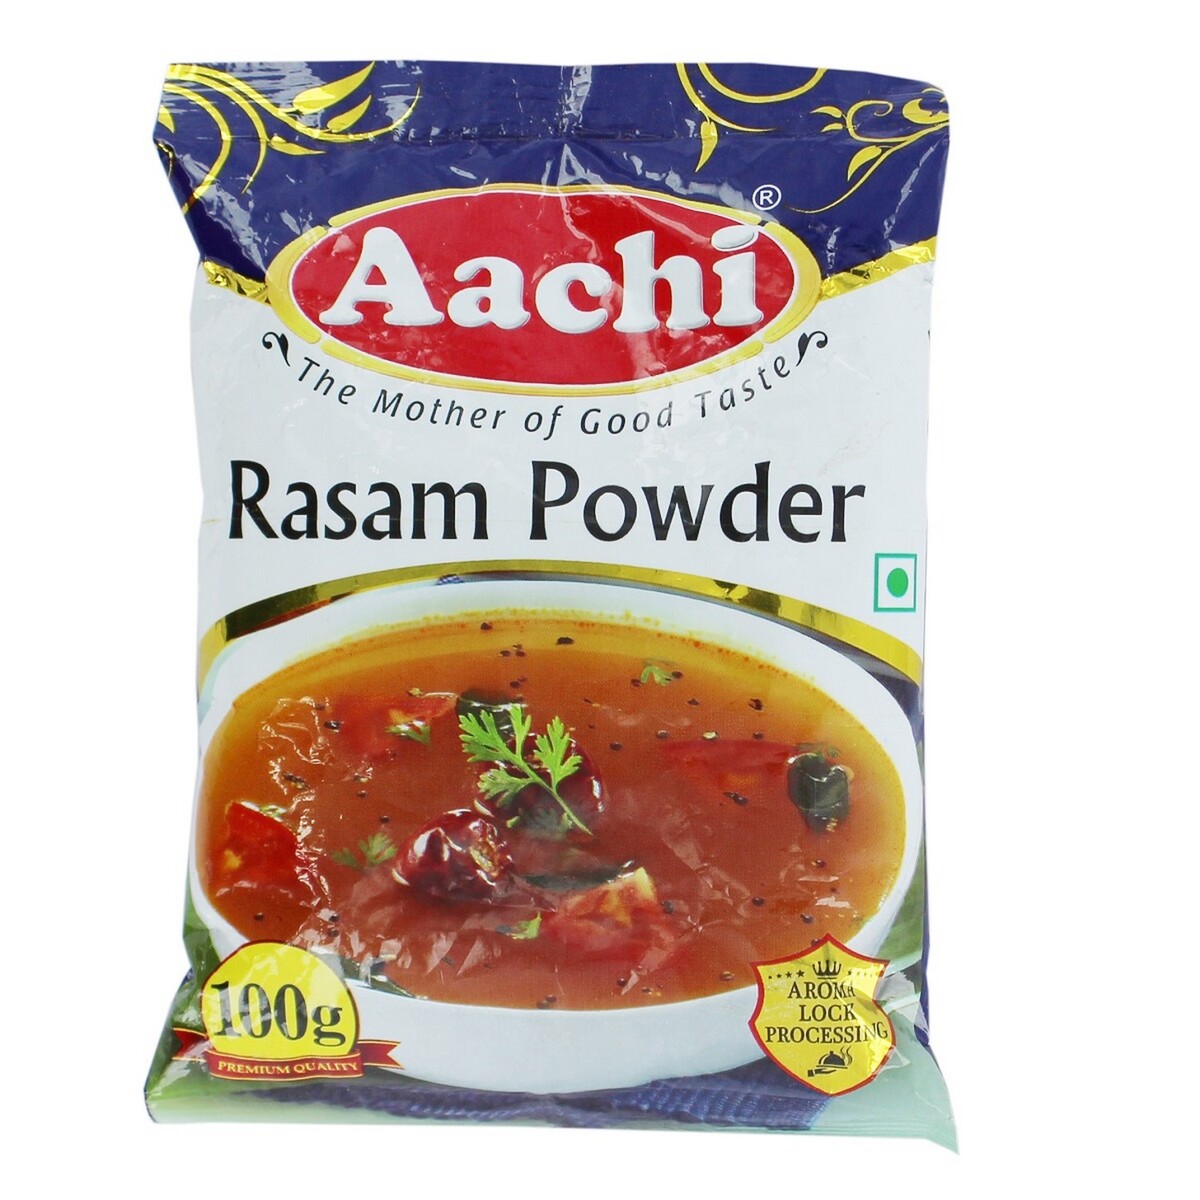 Aachi
®
The Mother of Good Taste
Rasam Powder
100g
PREMIUM QUALITY
AROMA
LOCK
PROCESSING